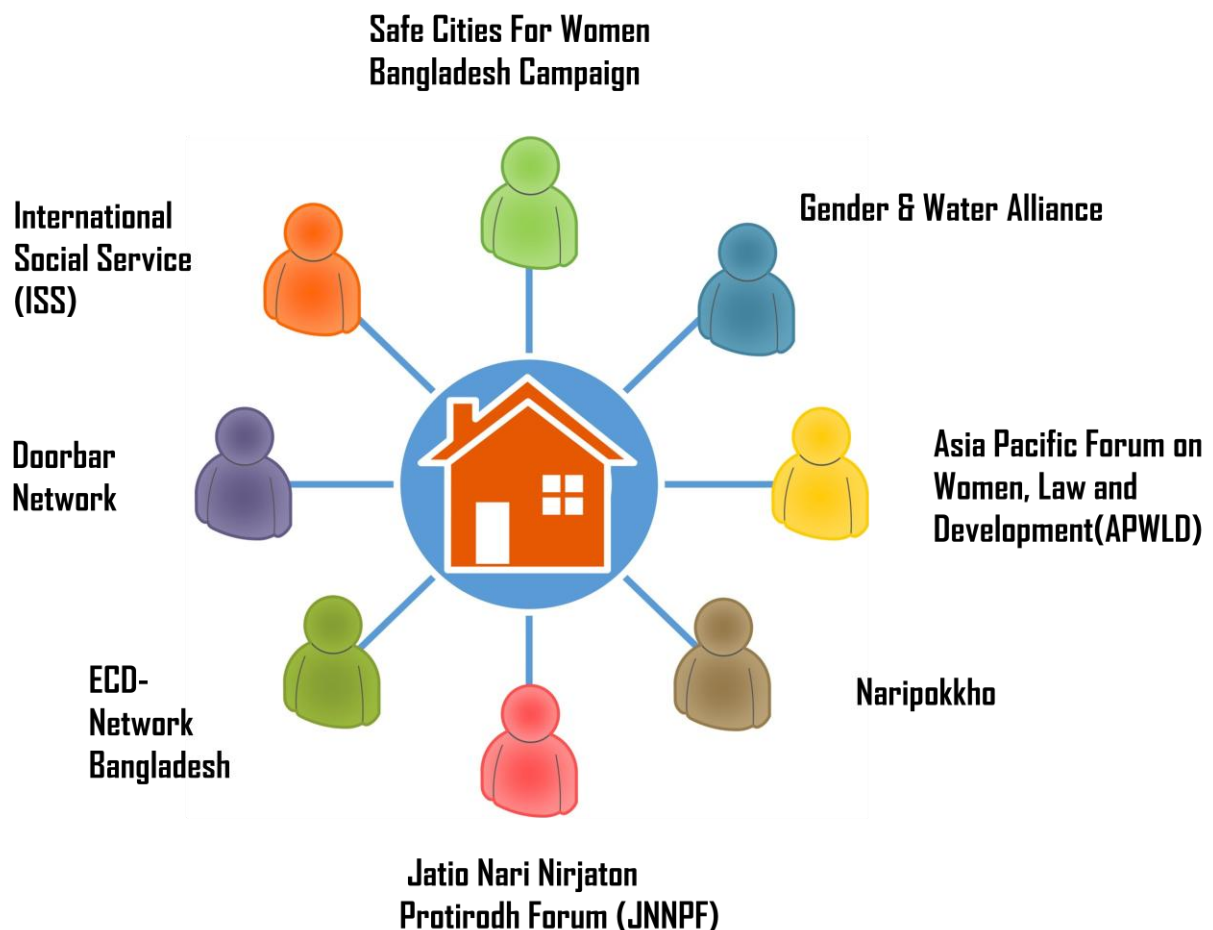 Safe Cities For Women
Bangladesh Campaign
International
Social Service
(ISS)
Gender & Water Alliance
Doorbar
Network
Asia Pacific Forum on
Women, Law and
Development(APWLD)
ECD-
Network
Bangladesh
Naripokkho
Jatio Nari Nirjaton
Protirodh Forum (JNNPF)